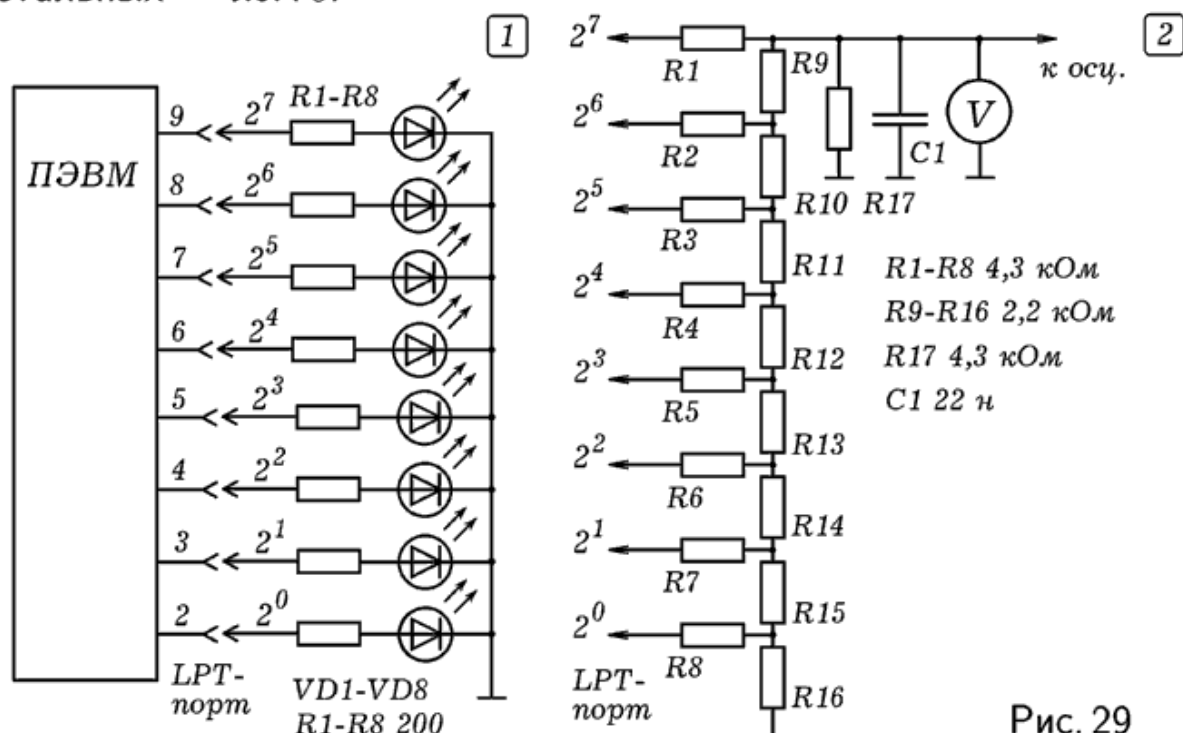 1
ПЭВМ
R1-R8
9 2^7
8 2^6
7 2^5
6 2^4
5 2^3
4 2^2
3 2^1
2 2^0
LPT-
порт
VD1-VD8
R1-R8 200
2
2^7
R1
R9
к осц.
V
C1
2^6
R2
R10
R17
2^5
R3
R11
2^4
R4
R12
2^3
R5
R13
2^2
R6
R14
2^1
R7
R15
2^0
R8
R16
LPT-
порт
R1-R8 4,3 кОм
R9-R16 2,2 кОм
R17 4,3 кОм
C1 22 н
Рис. 29